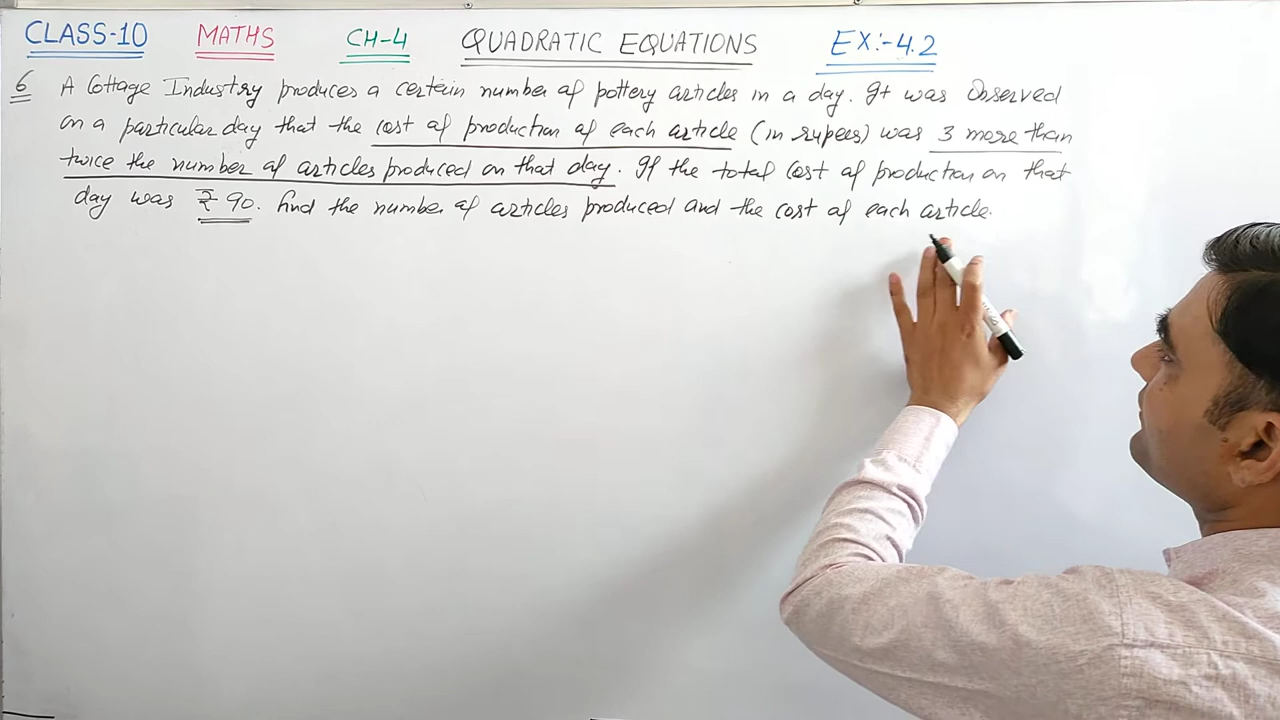 CLASS-10 MATHS CH-4 QUADRATIC EQUATIONS EX:-4.2
6 A Cottage Industry produces a certain number of pottery articles in a day. It was Observed
on a particular day that the cost of production of each article (in rupees) was 3 more than
twice the number of articles produced on that day. If the total cost of production on that
day was ₹ 90. find the number of articles produced and the cost of each article.